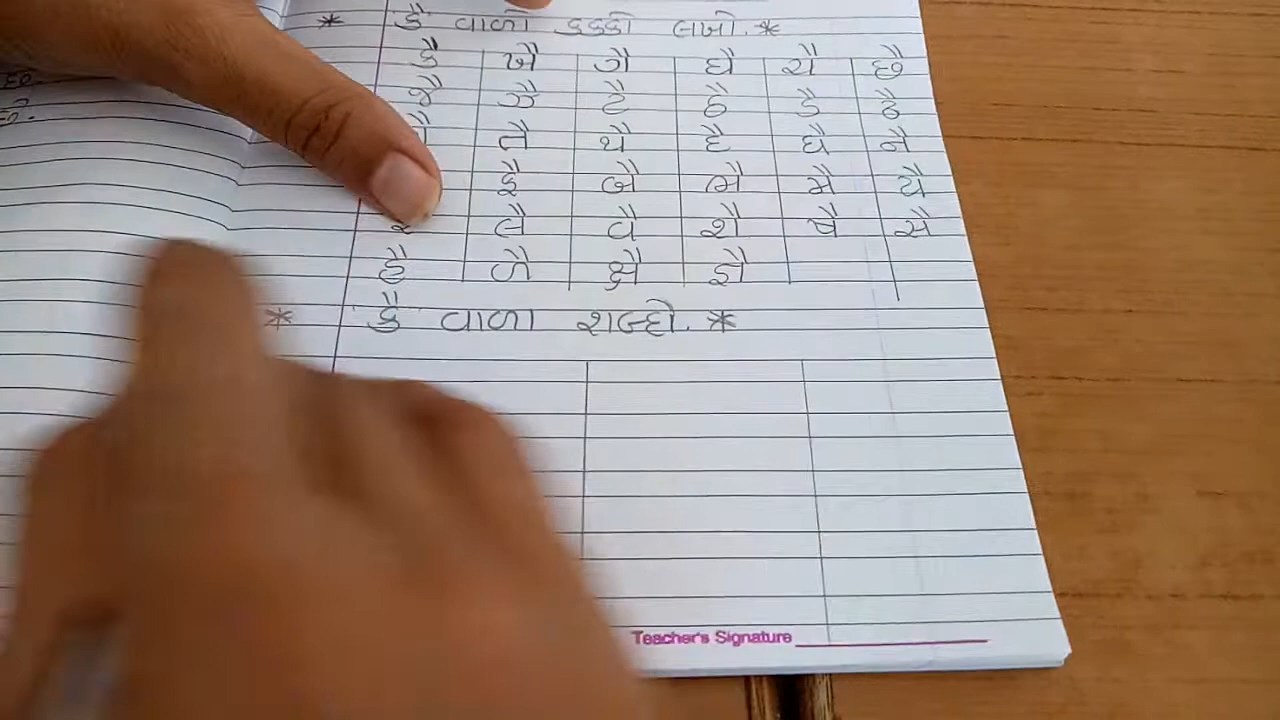 * કૈ વાળો કક્કો લખો. *
કૈ ખૈ ગૈ ઘૈ ચૈ છૈ
જૈ ઝૈ ટૈ ઠૈ ડૈ ઢૈ
તૈ થૈ દૈ ધૈ નૈ
ફૈ બૈ ભૈ મૈ યૈ
લૈ વૈ શૈ ષૈ સૈ
હૈ ળૈ ક્ષૈ જ્ઞૈ
* કૈ વાળા શબ્દો. *
Teacher's Signature